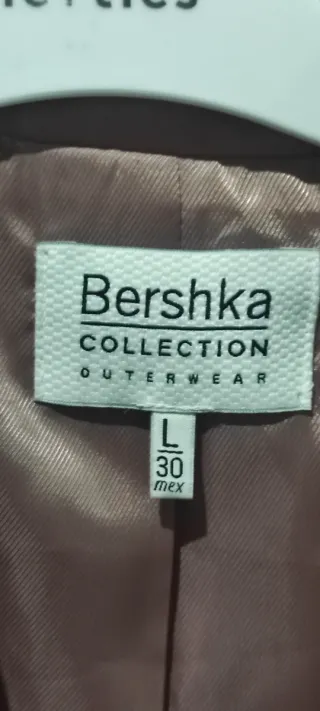 Bershka
COLLECTION
OUTERWEAR
L
30
mex